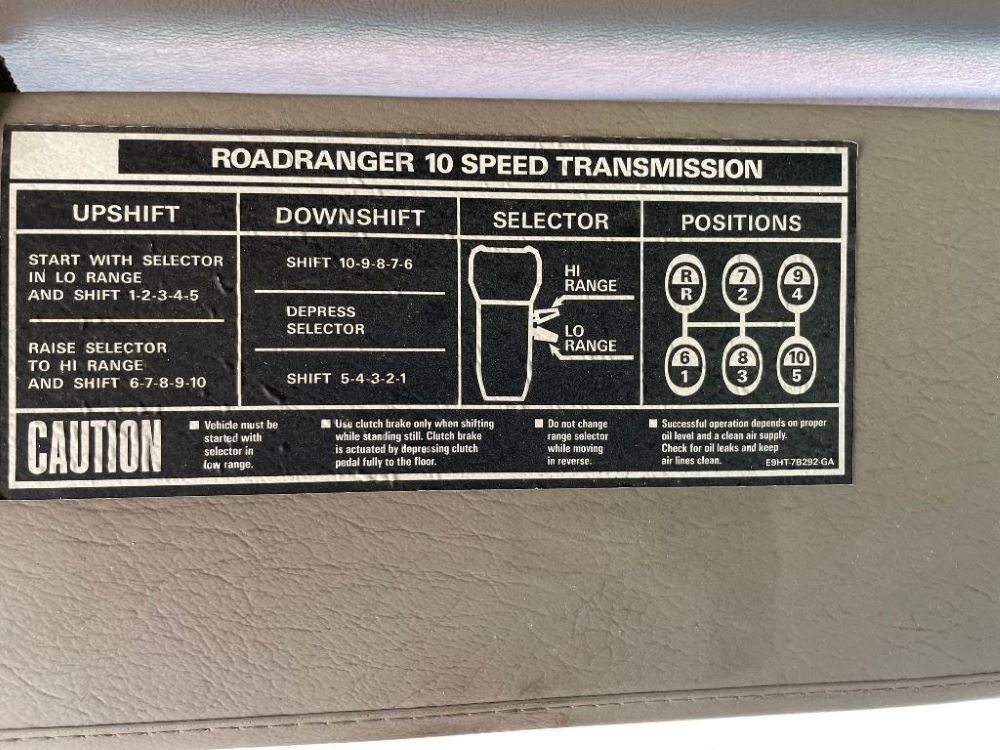 ROADRANGER 10 SPEED TRANSMISSION
UPSHIFT
START WITH SELECTOR
IN LO RANGE
AND SHIFT 1-2-3-4-5
RAISE SELECTOR
TO HI RANGE
AND SHIFT 6-7-8-9-10
DOWNSHIFT
SHIFT 10-9-8-7-6
DEPRESS
SELECTOR
SHIFT 5-4-3-2-1
SELECTOR
HI
RANGE
LO
RANGE
POSITIONS
R 7 9
R 2 4
6 8 10
1 3 5
CAUTION
Vehicle must be
started with
selector in
low range.
Use clutch brake only when shifting
while standing still. Clutch brake
is actuated by depressing clutch
pedal fully to the floor.
Do not change
range selector
while moving
in reverse.
Successful operation depends on proper
oil level and a clean air supply.
Check for oil leaks and keep
air lines clean.
E9HT-7B292-GA